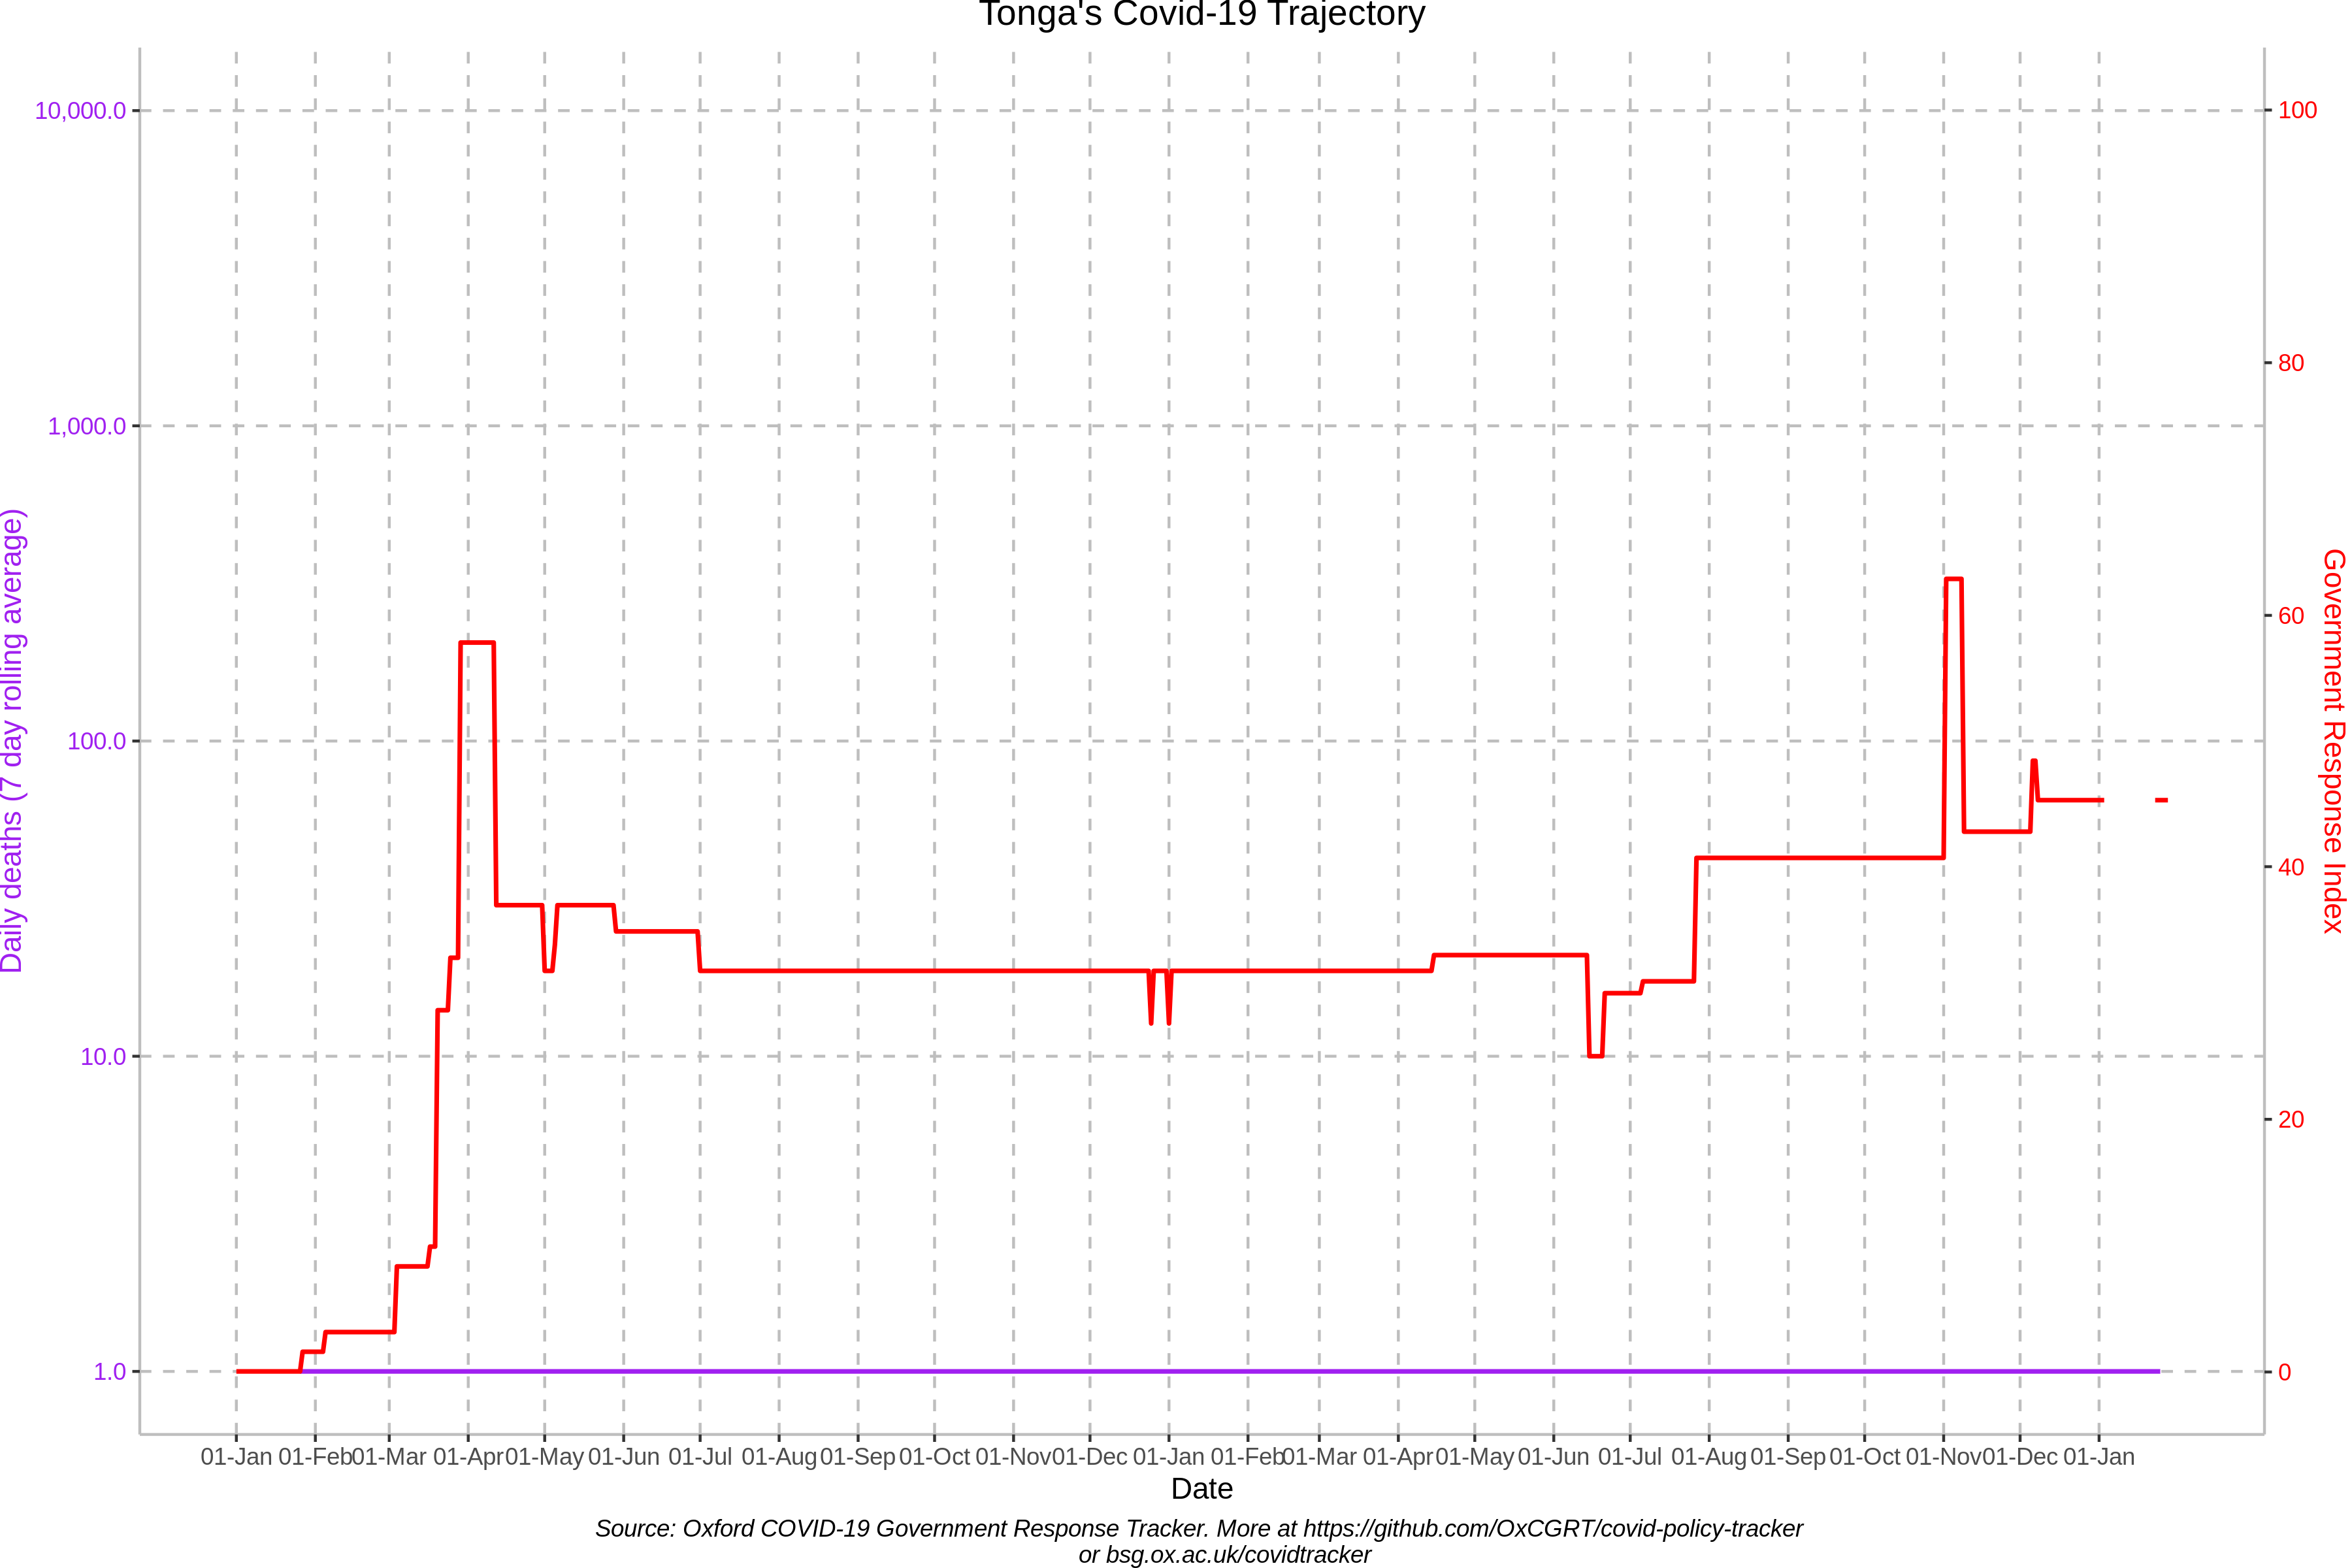 Tonga's Covid-19 Trajectory
10,000.0
1,000.0
100.0
10.0
1.0
Daily deaths (7 day rolling average)
100
80
60
40
20
0
Government Response Index
01-Jan 01-Feb 01-Mar 01-Apr 01-May 01-Jun 01-Jul 01-Aug 01-Sep 01-Oct 01-Nov 01-Dec 01-Jan 01-Feb 01-Mar 01-Apr 01-May 01-Jun 01-Jul 01-Aug 01-Sep 01-Oct 01-Nov 01-Dec 01-Jan
Date
Source: Oxford COVID-19 Government Response Tracker. More at https://github.com/OxCGRT/covid-policy-tracker
or bsg.ox.ac.uk/covidtracker